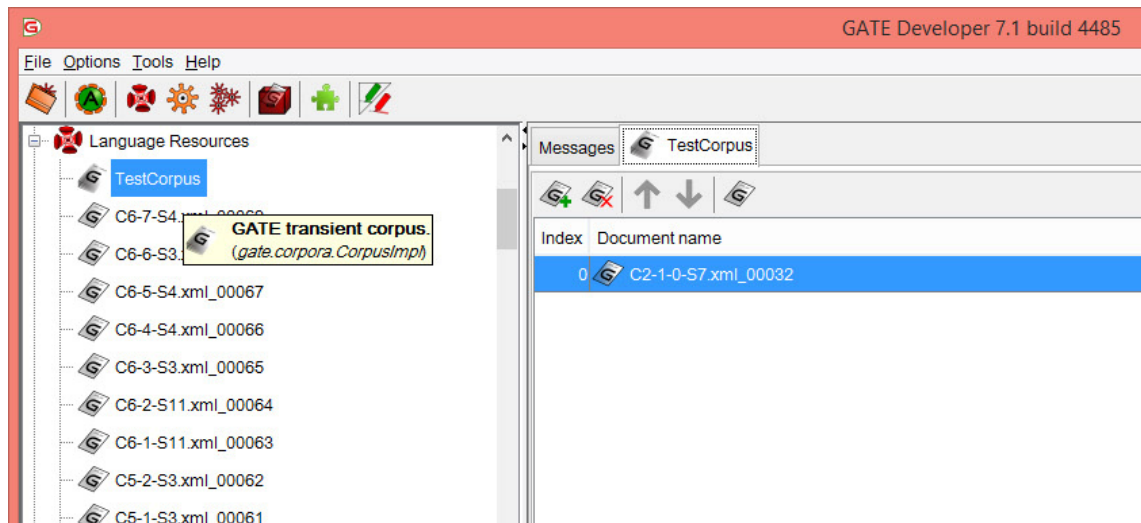 GATE Developer 7.1 build 4485
File Options Tools Help
Language Resources
TestCorpus
C6-7-S4.xml_00069
C6-6-S3.
GATE transient corpus.
(gate.corpora.CorpusImpl)
C6-5-S4.xml_00067
C6-4-S4.xml_00066
C6-3-S3.xml_00065
C6-2-S11.xml_00064
C6-1-S11.xml_00063
C5-2-S3.xml_00062
C5-1-S3.xml_00061
Messages TestCorpus
Index Document name
0 C2-1-0-S7.xml_00032